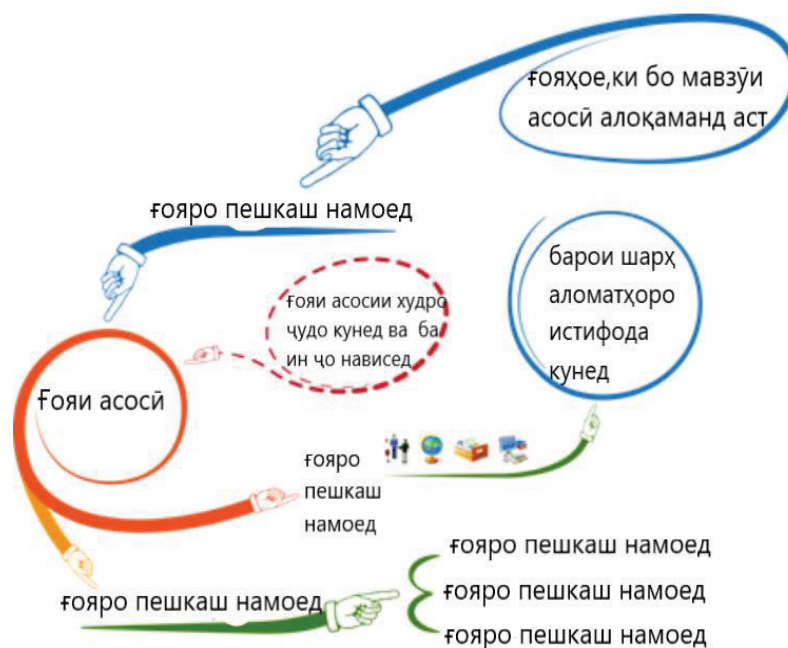 ғояҳое,ки бо мавзӯи
асосӣ алоқаманд аст
ғояро пешкаш намоед
барои шарҳ
аломатҳоро
истифода
кунед
ғояи асосии худро
ҷудо кунед ва ба
ин ҷо нависед
Ғояи асосӣ
ғояро
пешкаш
намоед
ғояро пешкаш намоед
ғояро пешкаш намоед
ғояро пешкаш намоед
ғояро пешкаш намоед